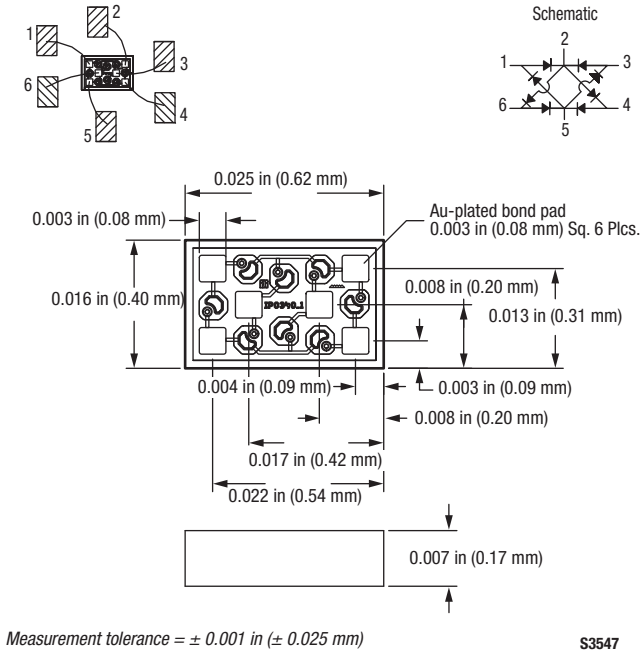 1
2
3
4
5
6
Schematic
2
1
3
6
4
5
0.025 in (0.62 mm)
0.003 in (0.08 mm)
Au-plated bond pad
0.003 in (0.08 mm) Sq. 6 Plcs.
0.008 in (0.20 mm)
0.016 in (0.40 mm)
0.013 in (0.31 mm)
0.004 in (0.09 mm)
0.003 in (0.09 mm)
0.008 in (0.20 mm)
0.017 in (0.42 mm)
0.022 in (0.54 mm)
0.007 in (0.17 mm)
Measurement tolerance = ± 0.001 in (± 0.025 mm)
S3547